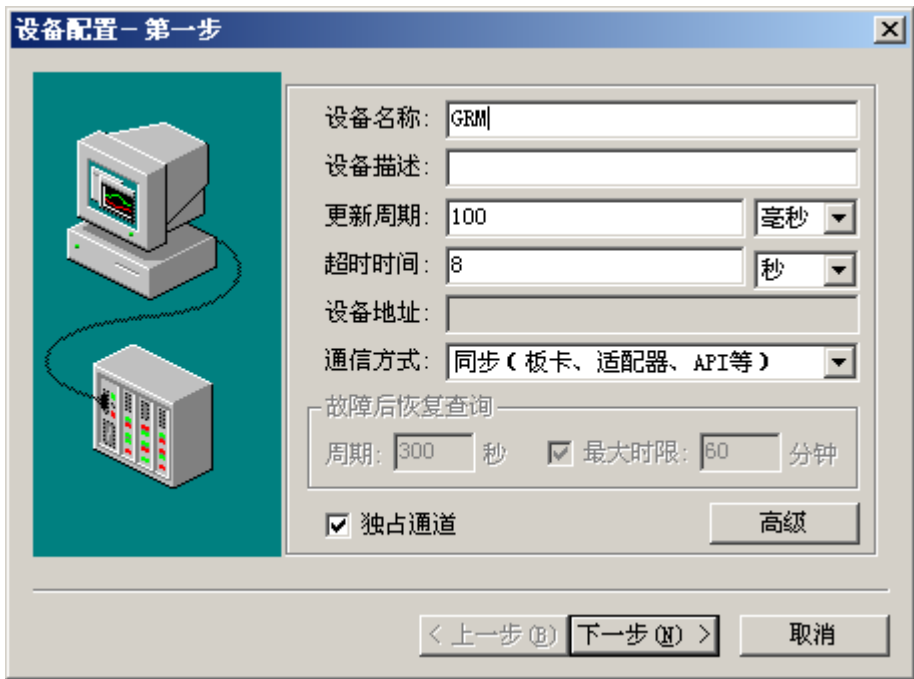 设备配置－第一步
设备名称: GRM
设备描述:
更新周期: 100 毫秒
超时时间: 8 秒
设备地址:
通信方式: 同步（板卡、适配器、API等）
故障后恢复查询
周期: 300 秒 最大时限: 60 分钟
独占通道 高级
< 上一步(B) 下一步(N) > 取消